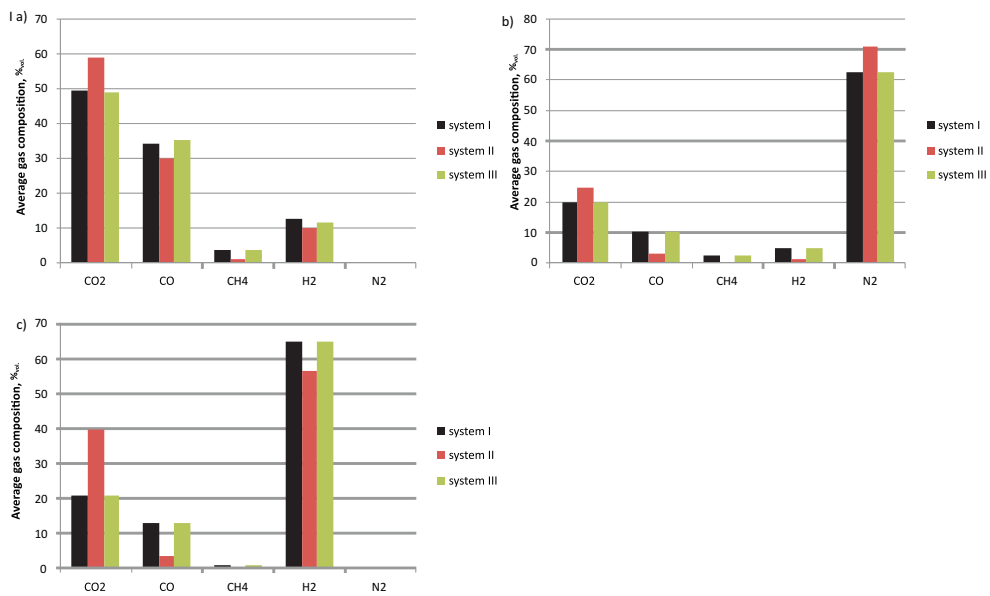 I a)
Average gas composition, %vol.
70
60
50
40
30
20
10
0
CO2 CO CH4 H2 N2
system I
system II
system III
b)
Average gas composition, %vol.
80
70
60
50
40
30
20
10
0
CO2 CO CH4 H2 N2
system I
system II
system III
c)
Average gas composition, %vol.
70
60
50
40
30
20
10
0
CO2 CO CH4 H2 N2
system I
system II
system III